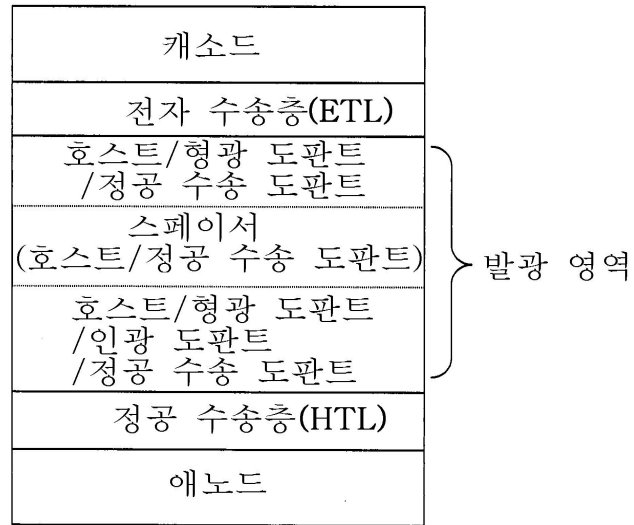 캐소드
전자 수송층(ETL)
호스트/형광 도판트
/정공 수송 도판트
스페이서
(호스트/정공 수송 도판트)
호스트/형광 도판트
/인광 도판트
/정공 수송 도판트
발광 영역
정공 수송층(HTL)
애노드